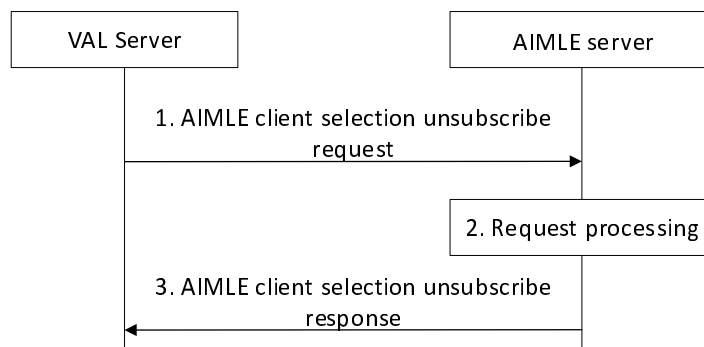 VAL Server
AIMLE server
1. AIMLE client selection unsubscribe
request
2. Request processing
3. AIMLE client selection unsubscribe
response